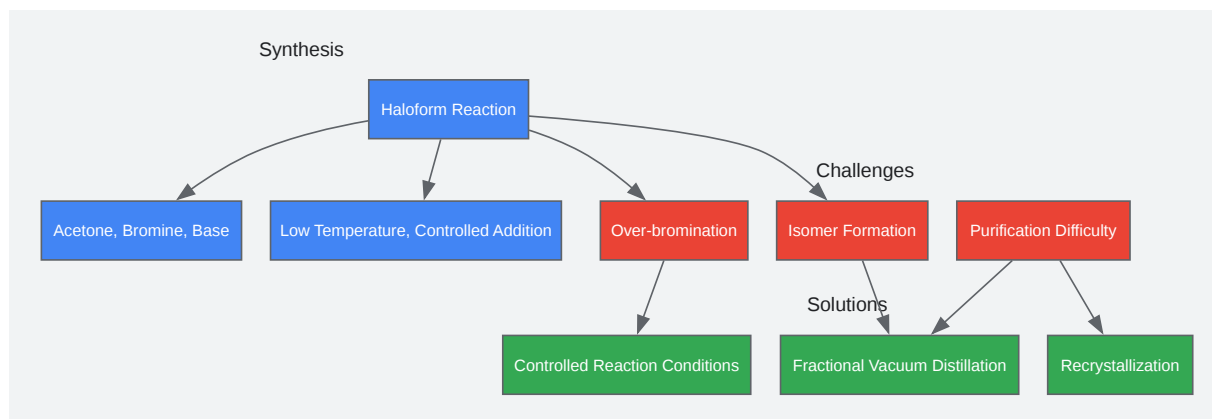 Synthesis
Haloform Reaction
Challenges
Acetone, Bromine, Base
Low Temperature, Controlled Addition
Over-bromination
Isomer Formation
Purification Difficulty
Solutions
Controlled Reaction Conditions
Fractional Vacuum Distillation
Recrystallization